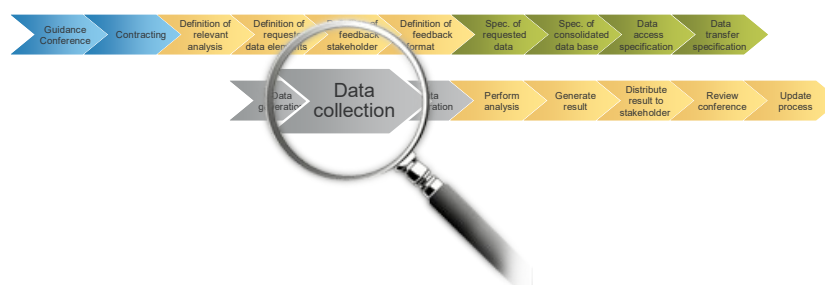 Guidance
Conference
Contracting
Definition of
relevant
analysis
Definition of
data
feedback
stakeholder
Definition of
feedback
Spec. of
requested
data
Spec. of
consolidated
data base
Data
access
specification
Data
transfer
specification
Data
Data
collection
Perform
analysis
Generate
result
Distribute
result to
stakeholder
Review
conference
Update
process